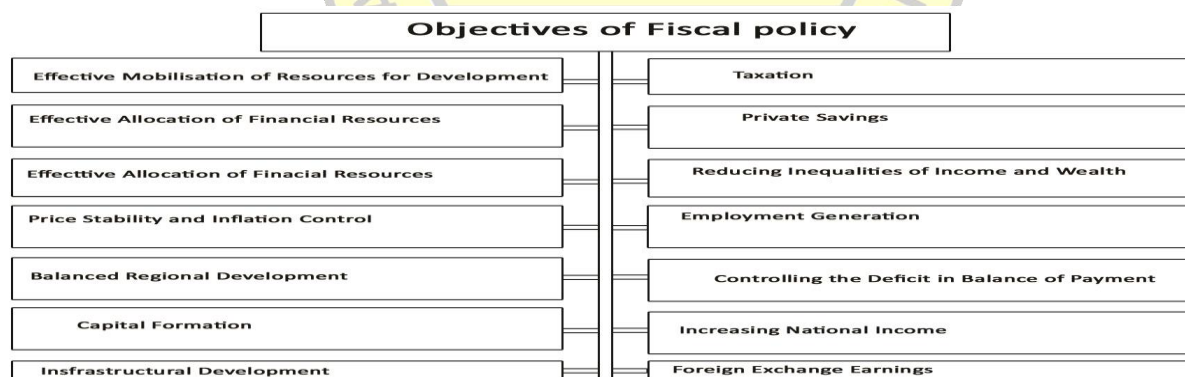 Objectives of Fiscal policy
Effective Mobilisation of Resources for Development
Taxation
Effective Allocation of Financial Resources
Private Savings
Effecttive Allocation of Finacial Resources
Reducing Inequalities of Income and Wealth
Price Stability and Inflation Control
Employment Generation
Balanced Regional Development
Controlling the Deficit in Balance of Payment
Capital Formation
Increasing National Income
Insfrastructural Development
Foreign Exchange Earnings